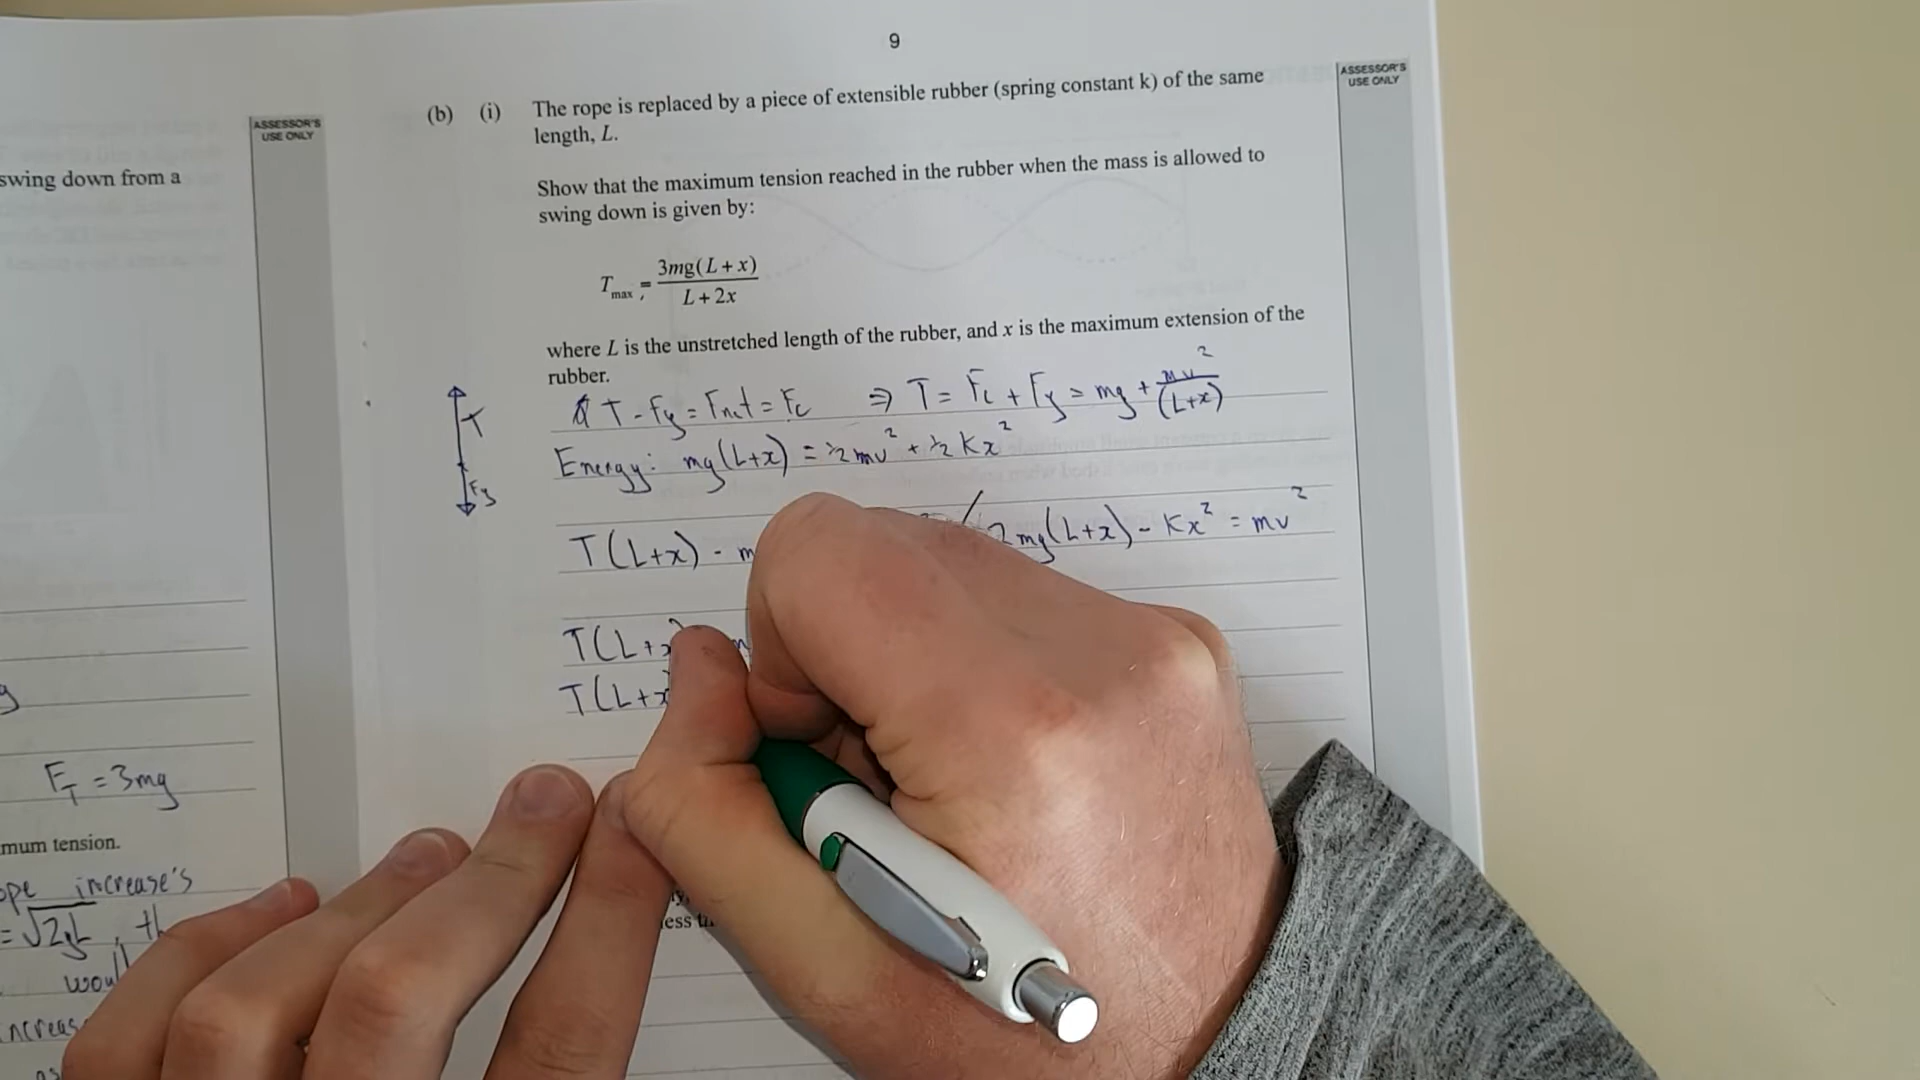 swing down from a
ASSESSOR'S
USE ONLY
F_T = 3mg
mum tension.
increase's
= √2gL , th
9
ASSESSOR'S
USE ONLY
(b) (i) The rope is replaced by a piece of extensible rubber (spring constant k) of the same
length, L.
Show that the maximum tension reached in the rubber when the mass is allowed to
swing down is given by:
T_max = 3mg(L + x) / L + 2x
where L is the unstretched length of the rubber, and x is the maximum extension of the
rubber.
T
Fg
T - Fg = Fnet = Fc ⇒ T = Fc + Fg = mg + mv² / (L+x)
Energy: mg(L+x) = ½mv² + ½Kx²
T(L+x) - m 2mg(L+x) - Kx² = mv²
T(L+x
T(L+x